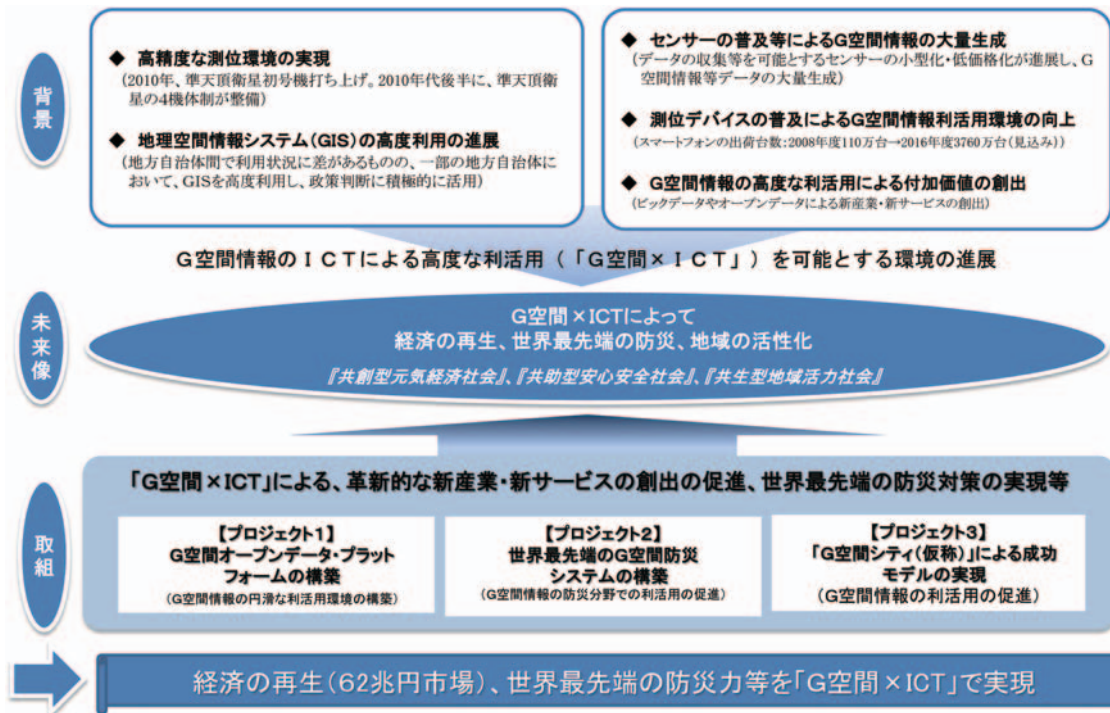 背景
◆ 高精度な測位環境の実現
(2010年、準天頂衛星初号機打ち上げ。2010年代後半に、準天頂衛
星の4機体制が整備)
◆ 地理空間情報システム(GIS)の高度利用の進展
(地方自治体間で利用状況に差があるものの、一部の地方自治体に
おいて、GISを高度利用し、政策判断に積極的に活用)
◆ センサーの普及等によるG空間情報の大量生成
(データの収集等を可能とするセンサーの小型化・低価格化が進展し、G
空間情報等データの大量生成)
◆ 測位デバイスの普及によるG空間情報利活用環境の向上
(スマートフォンの出荷台数:2008年度110万台→2016年度3760万台(見込み))
◆ G空間情報の高度な利活用による付加価値の創出
(ビックデータやオープンデータによる新産業・新サービスの創出)
G空間情報のICTによる高度な利活用(「G空間×ICT」)を可能とする環境の進展
未来像
G空間×ICTによって
経済の再生、世界最先端の防災、地域の活性化
『共創型元気経済社会』、『共助型安心安全社会』、『共生型地域活力社会』
取組
「G空間×ICT」による、革新的な新産業・新サービスの創出の促進、世界最先端の防災対策の実現等
【プロジェクト1】
G空間オープンデータ・プラット
フォームの構築
(G空間情報の円滑な利活用環境の構築)
【プロジェクト2】
世界最先端のG空間防災
システムの構築
(G空間情報の防災分野での利活用の促進)
【プロジェクト3】
「G空間シティ(仮称)」による成功
モデルの実現
(G空間情報の利活用の促進)
経済の再生(62兆円市場)、世界最先端の防災力等を「G空間×ICT」で実現